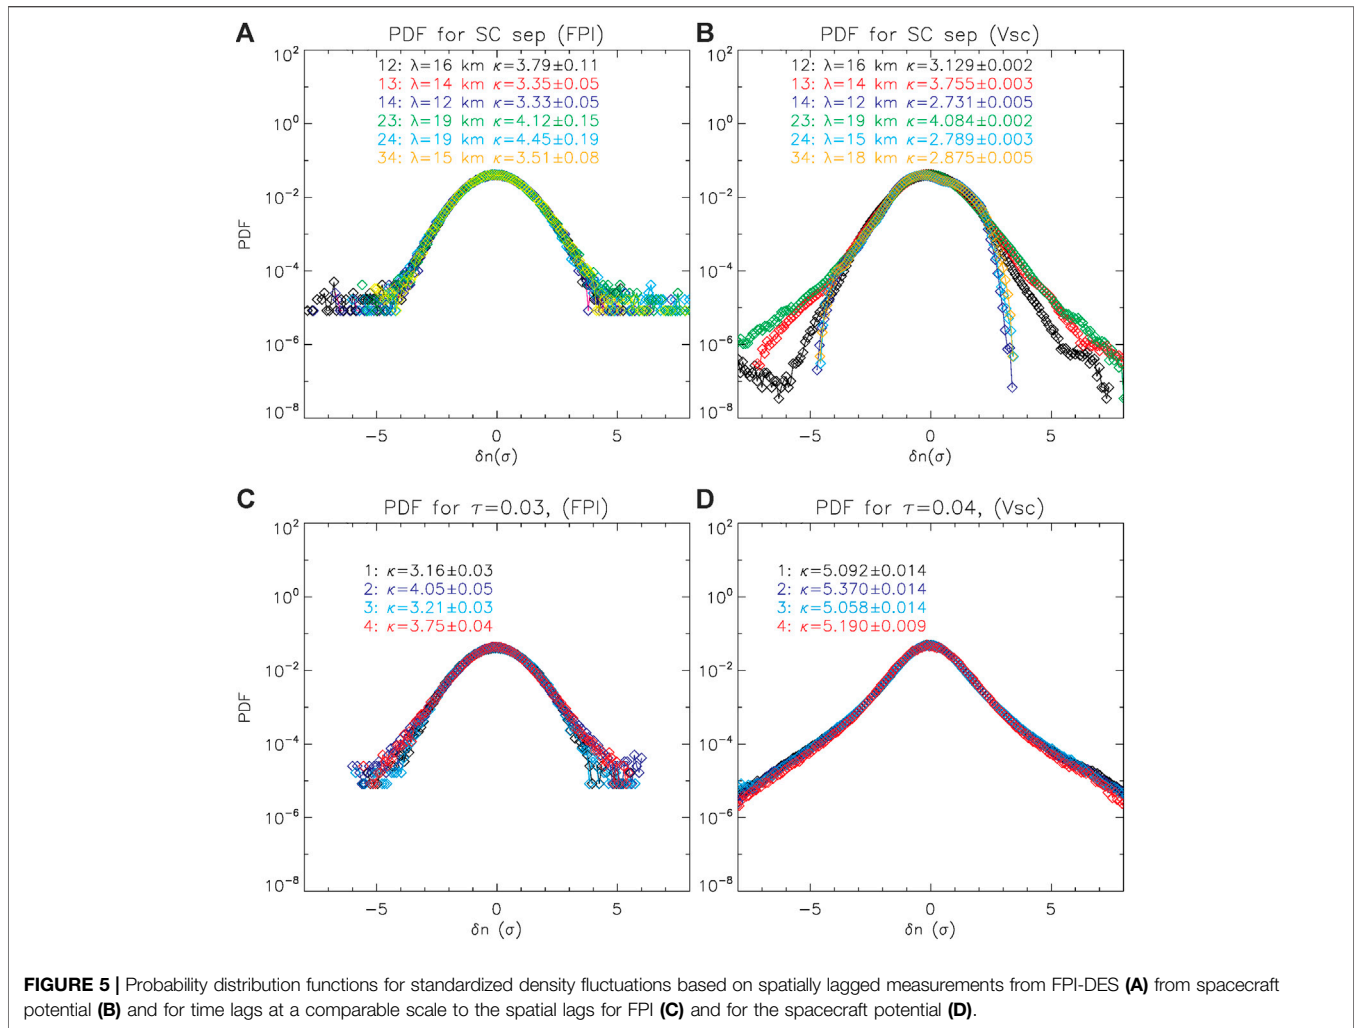 A
PDF for SC sep (FPI)
12: λ=16 km κ=3.79±0.11
13: λ=14 km κ=3.35±0.05
14: λ=12 km κ=3.33±0.05
23: λ=19 km κ=4.12±0.15
24: λ=19 km κ=4.45±0.19
34: λ=15 km κ=3.51±0.08
PDF
10^2
10^0
10^-2
10^-4
10^-6
10^-8
-5 0 5
δn(σ)
B
PDF for SC sep (Vsc)
12: λ=16 km κ=3.129±0.002
13: λ=14 km κ=3.755±0.003
14: λ=12 km κ=2.731±0.005
23: λ=19 km κ=4.084±0.002
24: λ=15 km κ=2.789±0.003
34: λ=18 km κ=2.875±0.005
10^2
10^0
10^-2
10^-4
10^-6
10^-8
-5 0 5
δn(σ)
C
PDF for τ=0.03, (FPI)
1: κ=3.16±0.03
2: κ=4.05±0.05
3: κ=3.21±0.03
4: κ=3.75±0.04
PDF
10^2
10^0
10^-2
10^-4
10^-6
10^-8
-5 0 5
δn (σ)
D
PDF for τ=0.04, (Vsc)
1: κ=5.092±0.014
2: κ=5.370±0.014
3: κ=5.058±0.014
4: κ=5.190±0.009
10^2
10^0
10^-2
10^-4
10^-6
10^-8
-5 0 5
δn (σ)
FIGURE 5 | Probability distribution functions for standardized density fluctuations based on spatially lagged measurements from FPI-DES (A) from spacecraft
potential (B) and for time lags at a comparable scale to the spatial lags for FPI (C) and for the spacecraft potential (D).